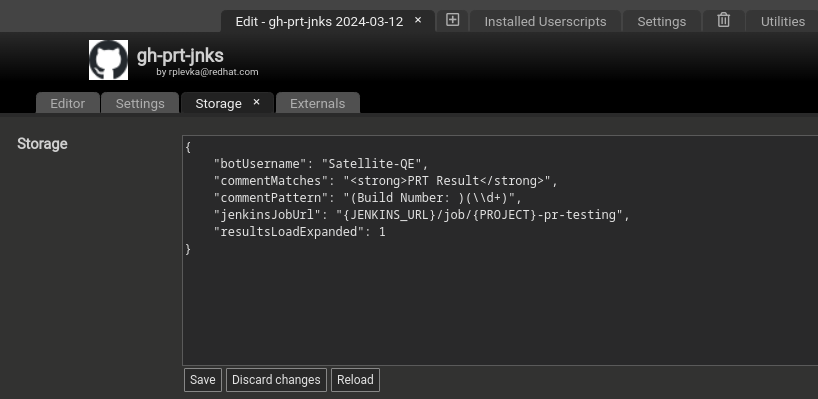 Edit - gh-prt-jnks 2024-03-12 × Installed Userscripts Settings Utilities
gh-prt-jnks
by rplevka@redhat.com
Editor Settings Storage × Externals
Storage
{
    "botUsername": "Satellite-QE",
    "commentMatches": "<strong>PRT Result</strong>",
    "commentPattern": "(Build Number: )(\\d+)",
    "jenkinsJobUrl": "{JENKINS_URL}/job/{PROJECT}-pr-testing",
    "resultsLoadExpanded": 1
}
Save Discard changes Reload